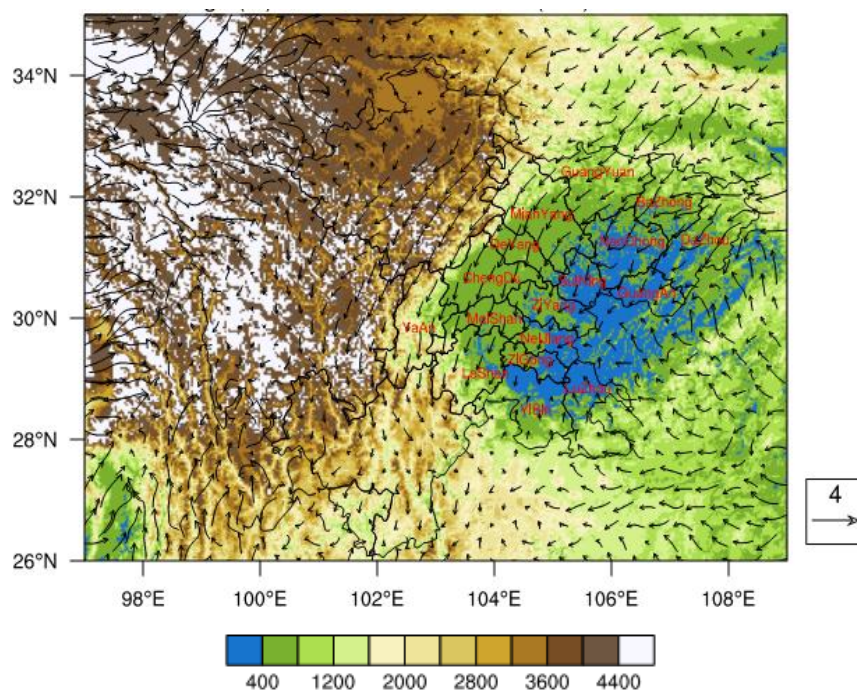 34°N
32°N
30°N
28°N
26°N
GuangYuan
BaZhong
MianYang
DeYang
NanChong
DaZhou
ChengDu
SuiNing
GuangAn
ZiYang
YaAn
MeiShan
NeiJiang
ZiGong
LeShan
LuZhou
YiBin
4
98°E 100°E 102°E 104°E 106°E 108°E
400 1200 2000 2800 3600 4400